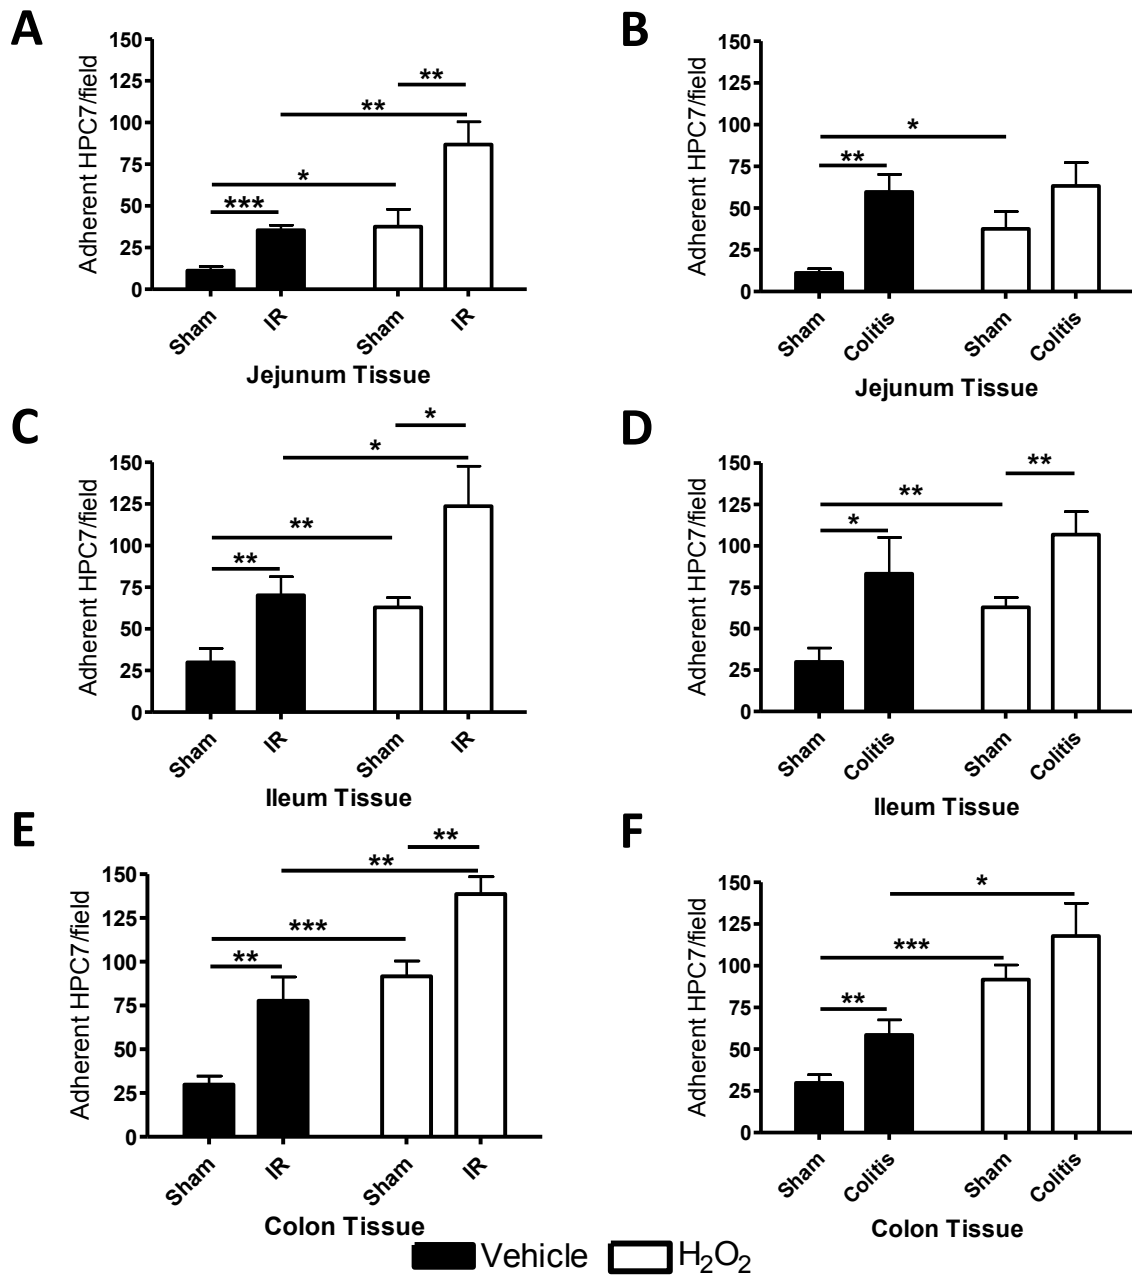 A
Adherent HPC7/field
150
125
100
75
50
25
0
***
*
**
**
Sham
IR
Sham
IR
Jejunum Tissue
B
Adherent HPC7/field
150
125
100
75
50
25
0
**
*
Sham
Colitis
Sham
Colitis
Jejunum Tissue
C
Adherent HPC7/field
150
125
100
75
50
25
0
**
**
*
*
Sham
IR
Sham
IR
Ileum Tissue
D
Adherent HPC7/field
150
125
100
75
50
25
0
*
**
**
Sham
Colitis
Sham
Colitis
Ileum Tissue
E
Adherent HPC7/field
150
125
100
75
50
25
0
**
***
**
**
Sham
IR
Sham
IR
Colon Tissue
F
Adherent HPC7/field
150
125
100
75
50
25
0
**
***
*
Sham
Colitis
Sham
Colitis
Colon Tissue
Vehicle H₂O₂